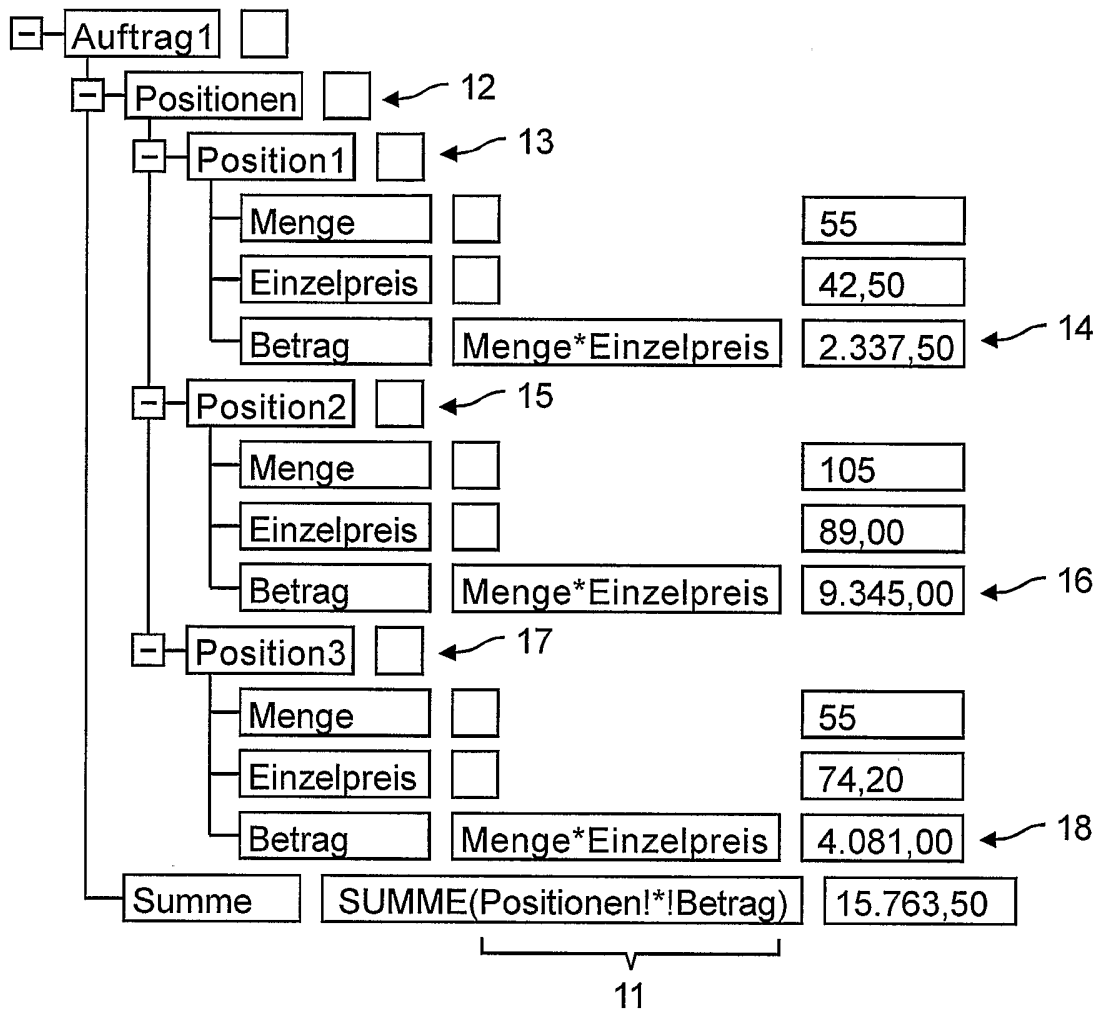 Auftrag1
Positionen 12
Position1 13
Menge 55
Einzelpreis 42,50
Betrag Menge*Einzelpreis 2.337,50 14
Position2 15
Menge 105
Einzelpreis 89,00
Betrag Menge*Einzelpreis 9.345,00 16
Position3 17
Menge 55
Einzelpreis 74,20
Betrag Menge*Einzelpreis 4.081,00 18
Summe SUMME(Positionen!*!Betrag) 15.763,50
11